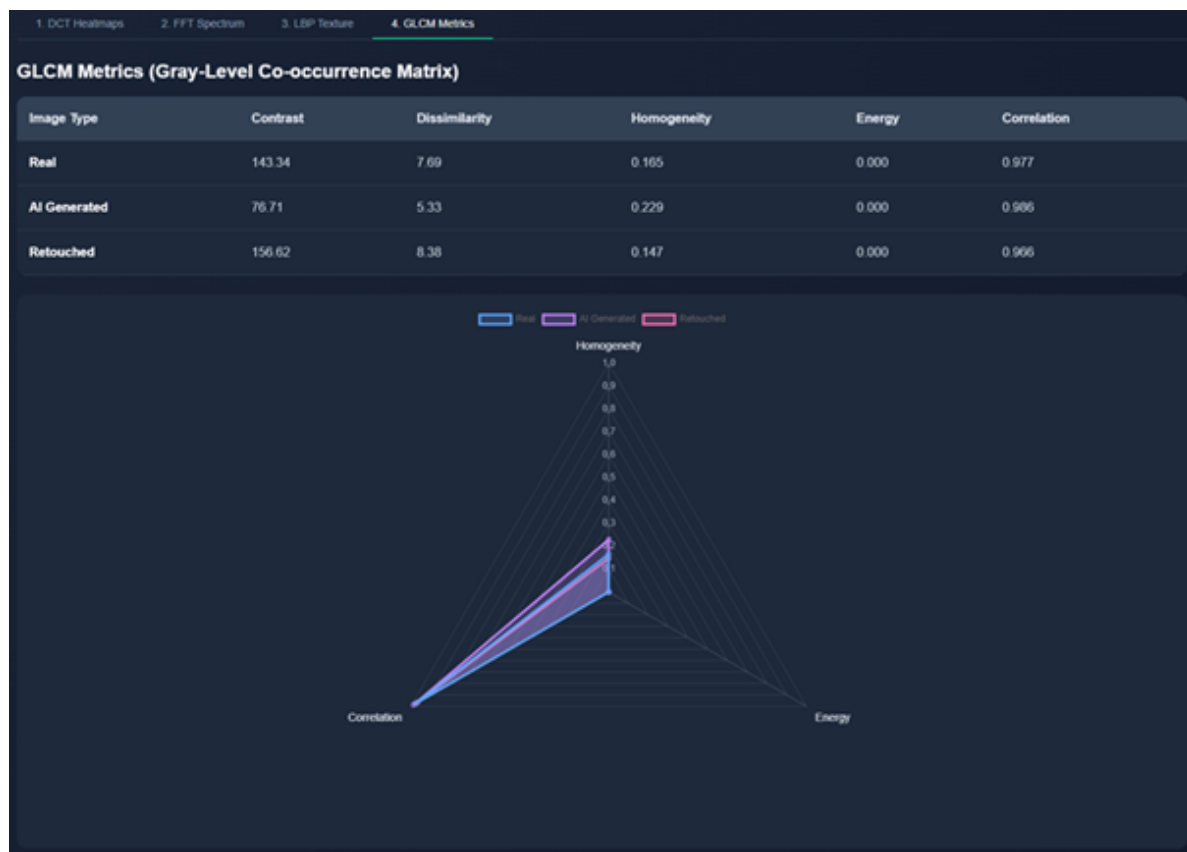 1. DCT Heatmaps 2. FFT Spectrum 3. LBP Texture 4. GLCM Metrics
GLCM Metrics (Gray-Level Co-occurrence Matrix)
Image Type Contrast Dissimilarity Homogeneity Energy Correlation
Real 143.34 7.69 0.165 0.000 0.977
AI Generated 76.71 5.33 0.229 0.000 0.986
Retouched 156.62 8.38 0.147 0.000 0.966
Real AI Generated Retouched
Homogeneity
1,0
0,9
0,8
0,7
0,6
0,5
0,4
0,3
Correlation Energy